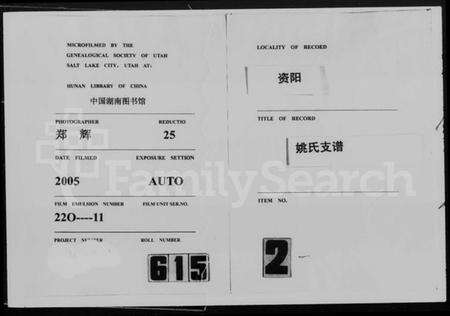 MICROFILMED BY THE
GENEALOGICAL SOCIETY OF UTAH
SALT LAKE CITY, UTAH AT:
HUNAN LIBRARY OF CHINA
中国湖南图书馆
PHOTOGRAPHER REDUCTIO
郑 辉 25
DATE FILMED EXPOSURE SETTION
2005 AUTO
FILM EMULSION NUMBER FILM UNIT SER.NO.
22O----11
PROJECT ROLL NUMBER
615
LOCALITY OF RECOED
资阳
TITLE OF RECORD
姚氏支谱
ITEM NO.
2
FamilySearch